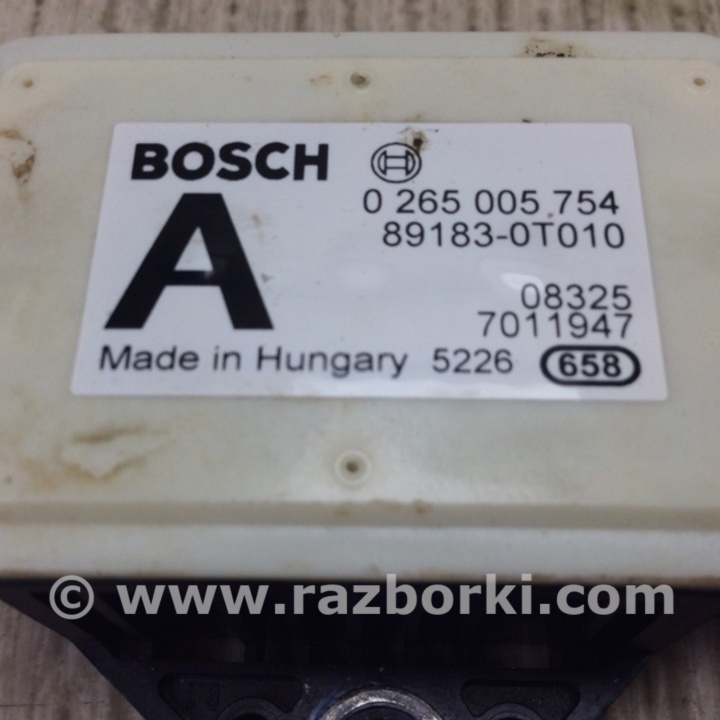 BOSCH
0 265 005 754
A
89183-0T010
08325
7011947
Made in Hungary 5226 658
© www.razborki.com